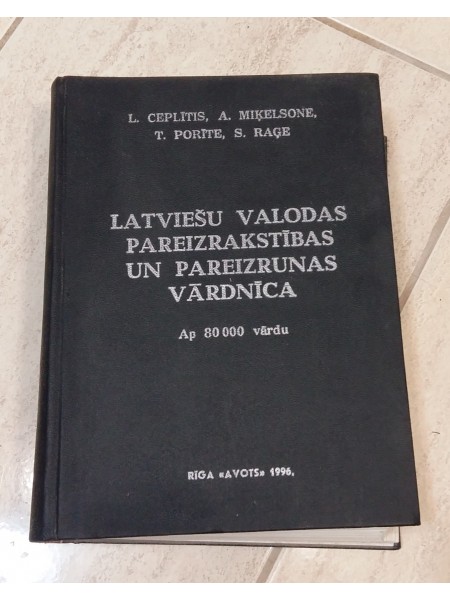 L. CEPLĪTIS, A. MIĶELSONE,
T. PORĪTE, S. RAĢE
LATVIEŠU VALODAS
PAREIZRAKSTĪBAS
UN PAREIZRUNAS
VĀRDNĪCA
Ap 80 000 vārdu
RĪGA «AVOTS» 1996.